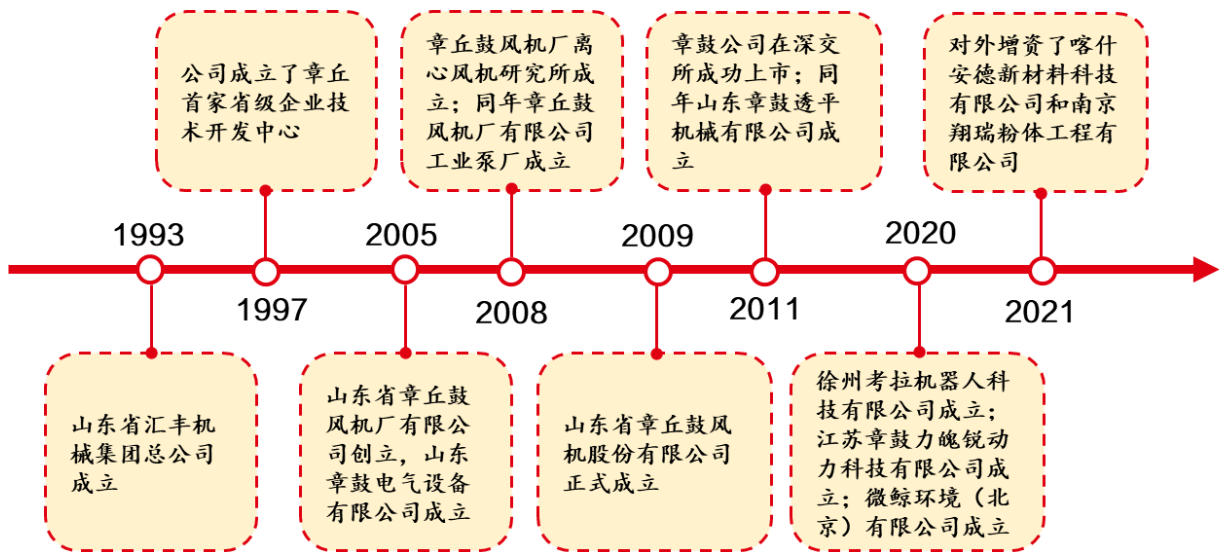 公司成立了章丘
首家省级企业技
术开发中心
章丘鼓风机厂离
心风机研究所成
立；同年章丘鼓
风机厂有限公司
工业泵厂成立
章鼓公司在深交
所成功上市；同
年山东章鼓透平
机械有限公司成
立
对外增资了喀什
安德新材料科技
有限公司和南京
翔瑞粉体工程有
限公司
1993
2005
2009
2020
1997
2008
2011
2021
山东省汇丰机
械集团总公司
成立
山东省章丘鼓
风机厂有限公
司创立，山东
章鼓电气设备
有限公司成立
山东省章丘鼓风
机股份有限公司
正式成立
徐州考拉机器人科
技有限公司成立；
江苏章鼓力魄锐动
力科技有限公司成
立；微鲸环境（北
京）有限公司成立